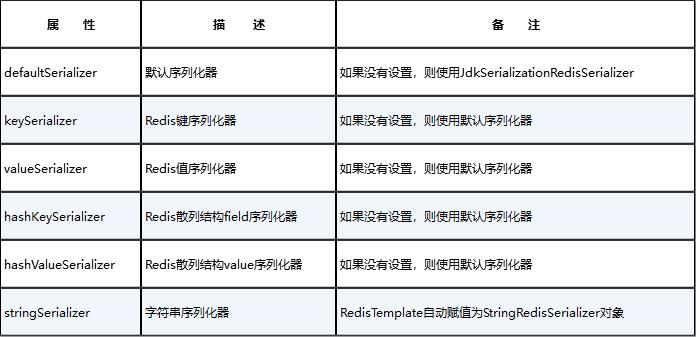 属 性 描 述 备 注
defaultSerializer 默认序列化器 如果没有设置，则使用JdkSerializationRedisSerializer
keySerializer Redis键序列化器 如果没有设置，则使用默认序列化器
valueSerializer Redis值序列化器 如果没有设置，则使用默认序列化器
hashKeySerializer Redis散列结构field序列化器 如果没有设置，则使用默认序列化器
hashValueSerializer Redis散列结构value序列化器 如果没有设置，则使用默认序列化器
stringSerializer 字符串序列化器 RedisTemplate自动赋值为StringRedisSerializer对象